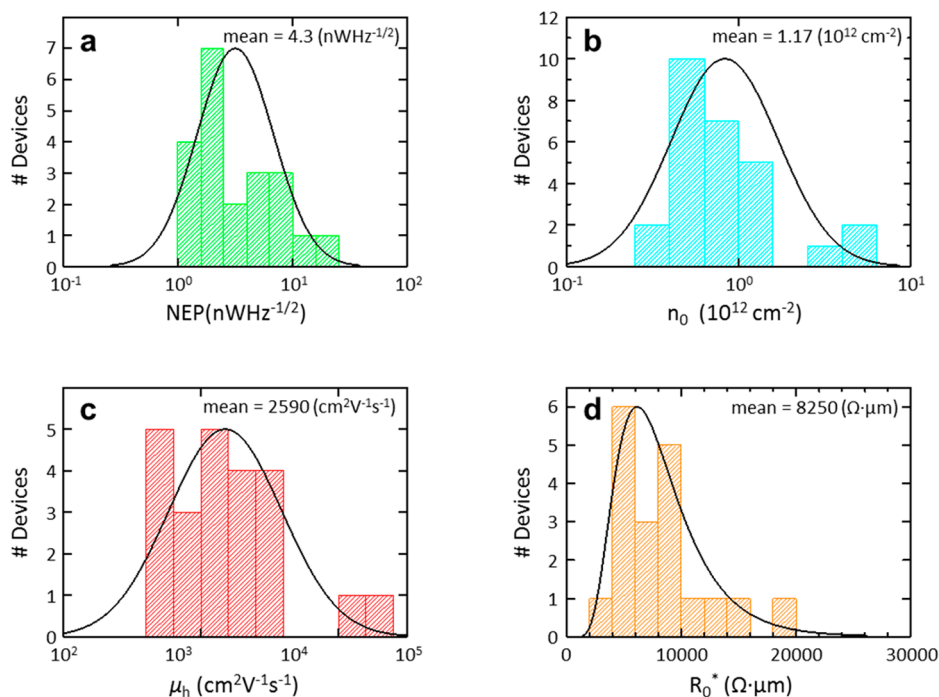 a
mean = 4.3 (nWHz⁻¹/²)
# Devices
8
7
6
5
4
3
2
1
0
10⁻¹ 10⁰ 10¹ 10²
NEP(nWHz⁻¹/²)
b
mean = 1.17 (10¹² cm⁻²)
# Devices
12
10
8
6
4
2
0
10⁻¹ 10⁰ 10¹
n₀ (10¹² cm⁻²)
c
mean = 2590 (cm²V⁻¹s⁻¹)
# Devices
6
5
4
3
2
1
0
10² 10³ 10⁴ 10⁵
μₕ (cm²V⁻¹s⁻¹)
d
mean = 8250 (Ω·μm)
# Devices
6
5
4
3
2
1
0
0 10000 20000 30000
R₀* (Ω·μm)